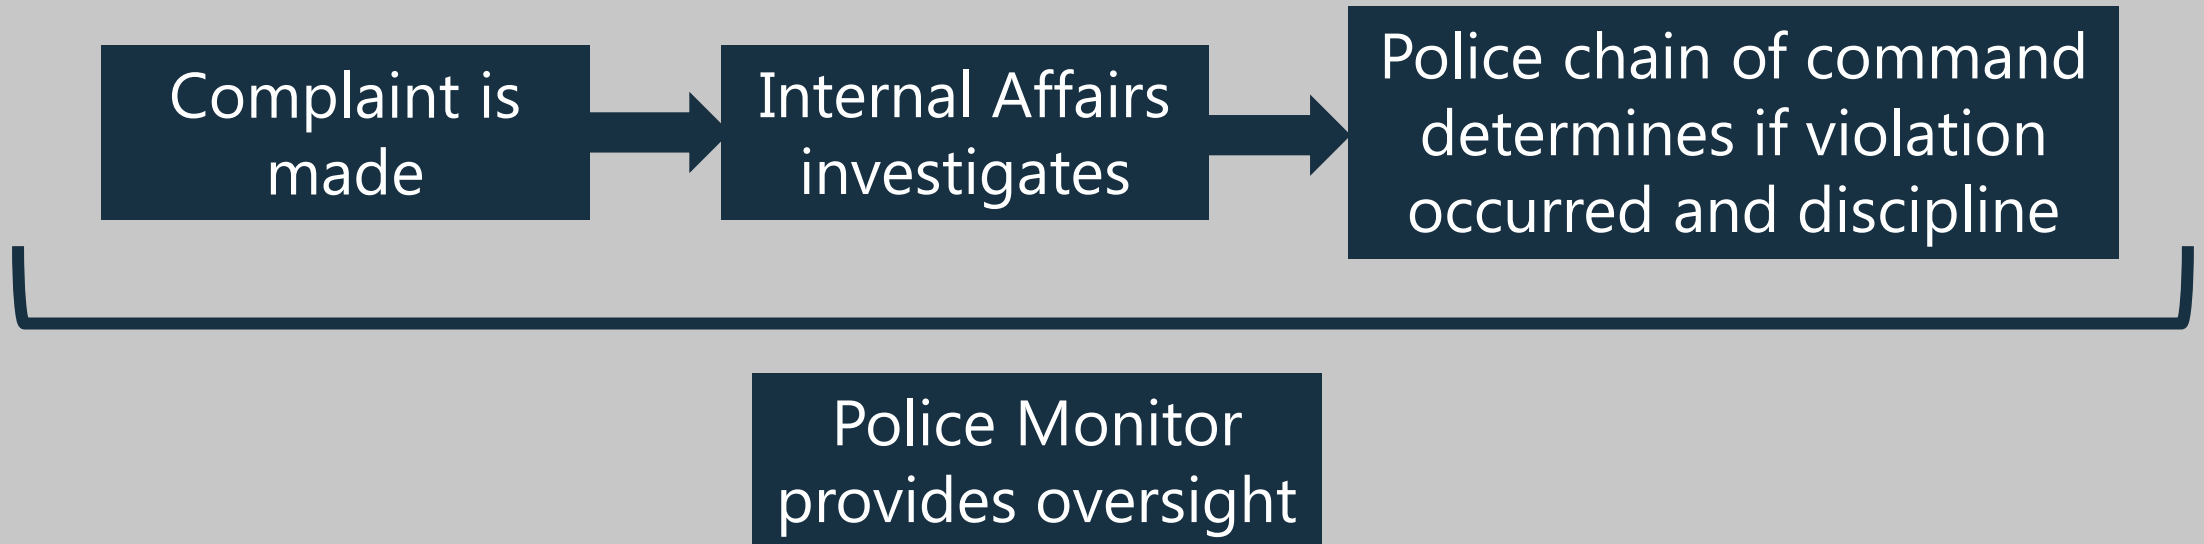 Complaint is
made
Internal Affairs
investigates
Police chain of command
determines if violation
occurred and discipline
Police Monitor
provides oversight